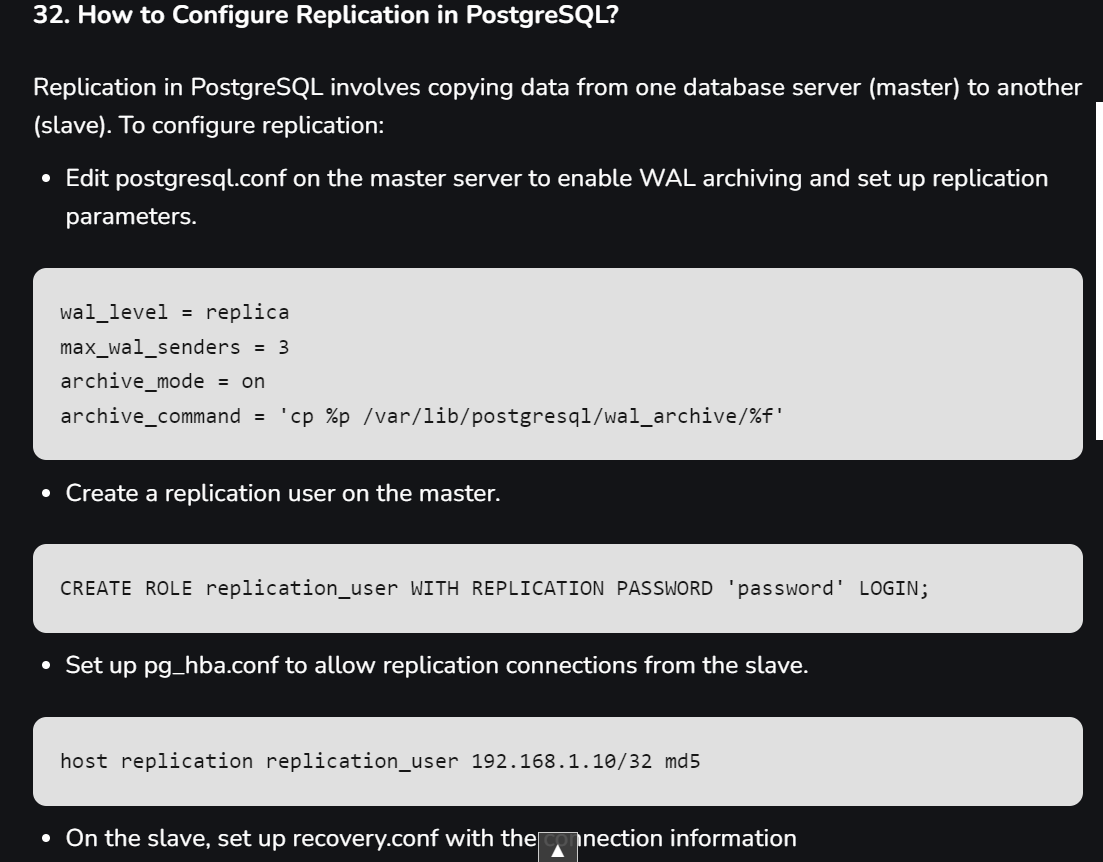 32. How to Configure Replication in PostgreSQL?
Replication in PostgreSQL involves copying data from one database server (master) to another
(slave). To configure replication:
• Edit postgresql.conf on the master server to enable WAL archiving and set up replication
parameters.
wal_level = replica
max_wal_senders = 3
archive_mode = on
archive_command = 'cp %p /var/lib/postgresql/wal_archive/%f'
• Create a replication user on the master.
CREATE ROLE replication_user WITH REPLICATION PASSWORD 'password' LOGIN;
• Set up pg_hba.conf to allow replication connections from the slave.
host replication replication_user 192.168.1.10/32 md5
• On the slave, set up recovery.conf with the connection information